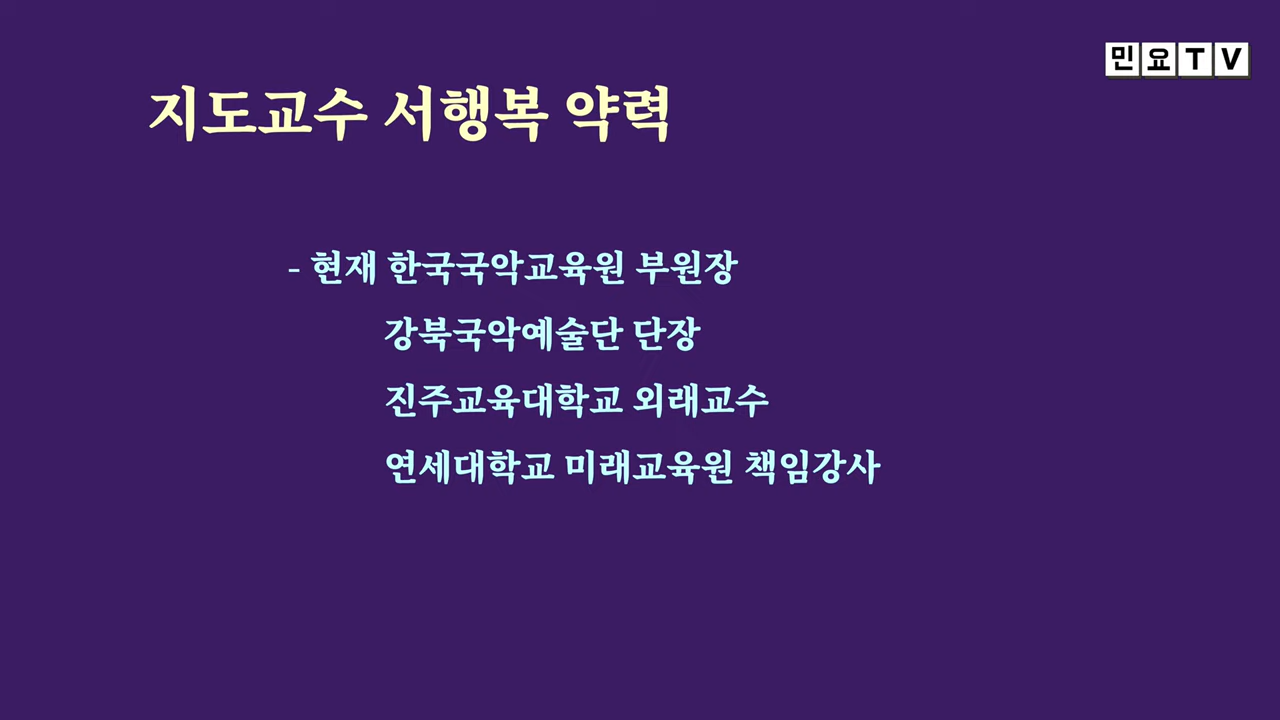 민요TV
지도교수 서행복 약력
- 현재 한국국악교육원 부원장
강북국악예술단 단장
진주교육대학교 외래교수
연세대학교 미래교육원 책임강사